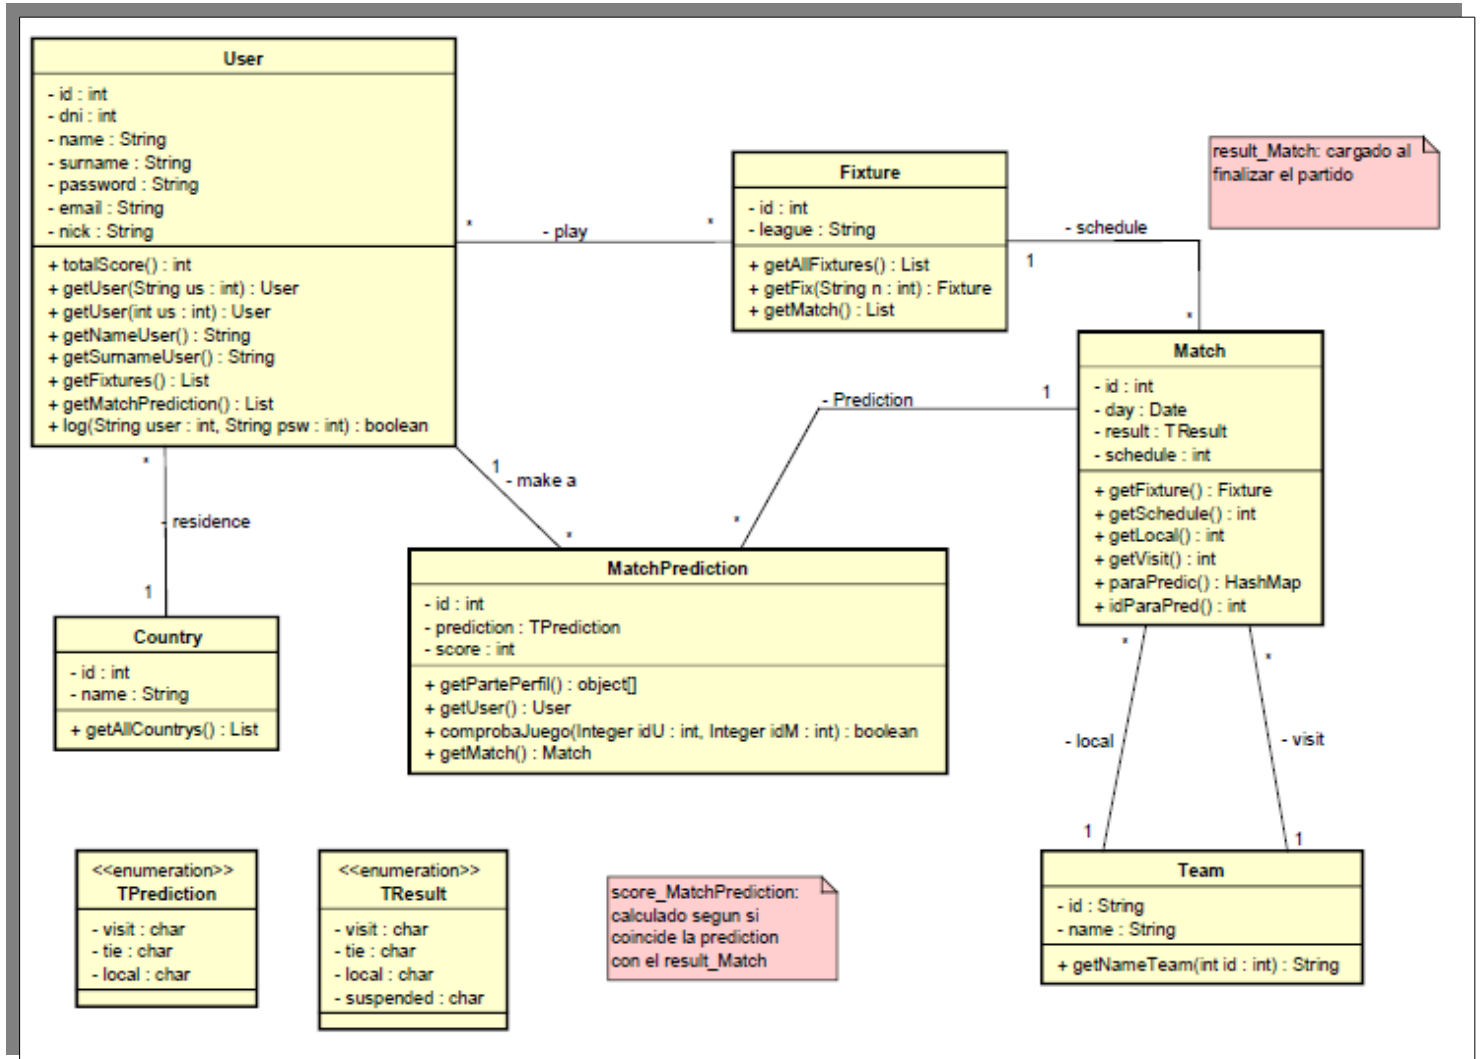 User
- id : int
- dni : int
- name : String
- surname : String
- password : String
- email : String
- nick : String
+ totalScore() : int
+ getUser(String us : int) : User
+ getUser(int us : int) : User
+ getNameUser() : String
+ getSurnameUser() : String
+ getFixtures() : List
+ getMatchPrediction() : List
+ log(String user : int, String psw : int) : boolean
*
- play
*
Fixture
- id : int
- league : String
+ getAllFixtures() : List
+ getFix(String n : int) : Fixture
+ getMatch() : List
result_Match: cargado al
finalizar el partido
- schedule
1
*
Match
- id : int
- day : Date
- result : TResult
- schedule : int
+ getFixture() : Fixture
+ getSchedule() : int
+ getLocal() : int
+ getVisit() : int
+ paraPredic() : HashMap
+ idParaPred() : int
- Prediction
1
*
1
- make a
*
*
- residence
1
Country
- id : int
- name : String
+ getAllCountrys() : List
MatchPrediction
- id : int
- prediction : TPrediction
- score : int
+ getPartePerfil() : object[]
+ getUser() : User
+ comprobaJuego(Integer idU : int, Integer idM : int) : boolean
+ getMatch() : Match
*
- local
1
*
- visit
1
Team
- id : String
- name : String
+ getNameTeam(int id : int) : String
<<enumeration>>
TPrediction
- visit : char
- tie : char
- local : char
<<enumeration>>
TResult
- visit : char
- tie : char
- local : char
- suspended : char
score_MatchPrediction:
calculado segun si
coincide la prediction
con el result_Match